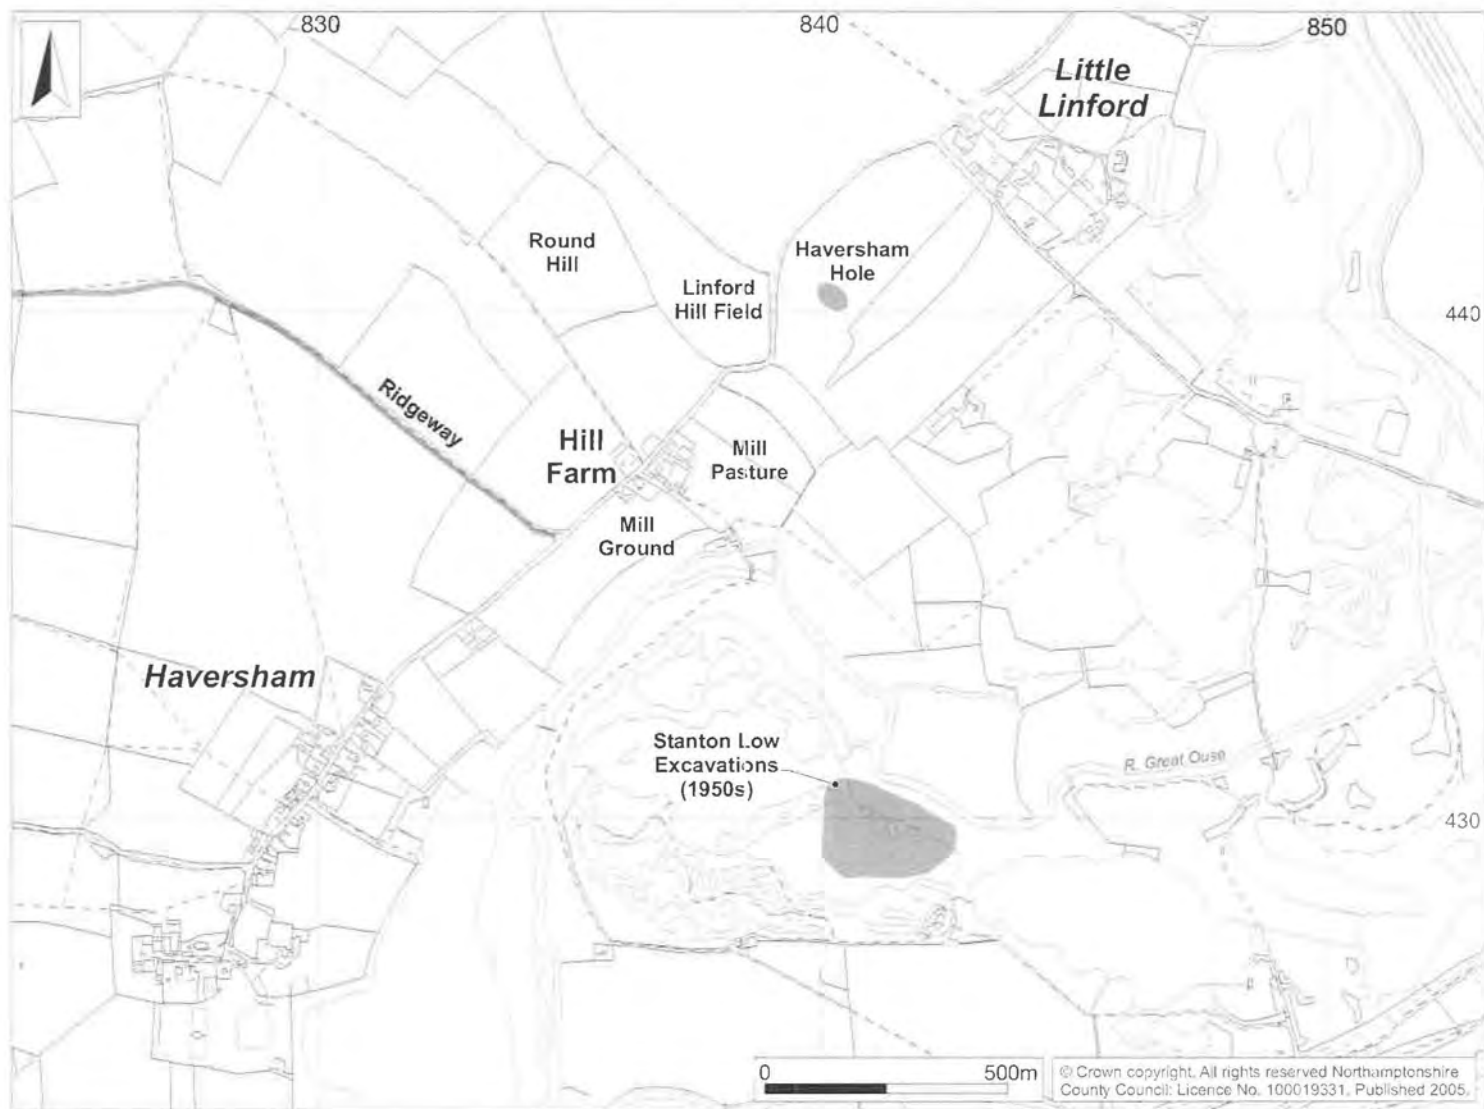 830
840
850
Little
Linford
Round
Hill
Haversham
Hole
Linford
Hill Field
440
Ridgeway
Hill
Farm
Mill
Pasture
Mill
Ground
Haversham
Stanton Low
Excavations
(1950s)
R. Great Ouse
430
0
500m
© Crown copyright. All rights reserved Northamptonshire
County Council: Licence No. 100019331. Published 2005.